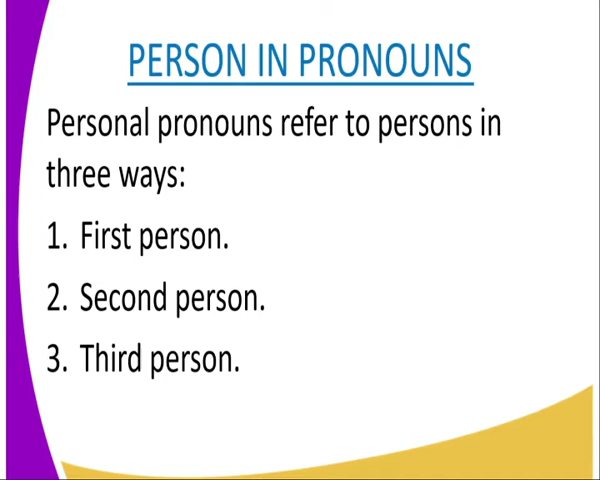 PERSON IN PRONOUNS
Personal pronouns refer to persons in
three ways:
1. First person.
2. Second person.
3. Third person.